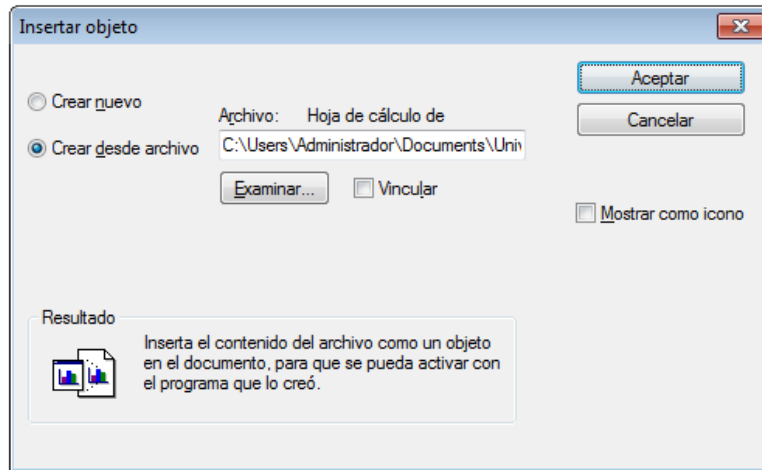 Insertar objeto
Aceptar
Crear nuevo
Archivo: Hoja de cálculo de
Cancelar
Crear desde archivo
C:\Users\Administrador\Documents\Univ
Examinar...
Vincular
Mostrar como icono
Resultado
Inserta el contenido del archivo como un objeto
en el documento, para que se pueda activar con
el programa que lo creó.